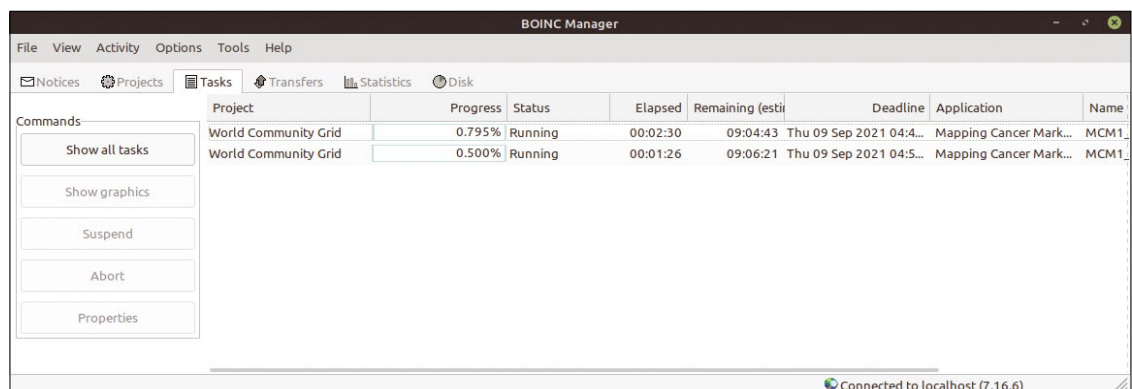 BOINC Manager
File View Activity Options Tools Help
Notices Projects Tasks Transfers Statistics Disk
Commands
Show all tasks
Show graphics
Suspend
Abort
Properties
Project Progress Status Elapsed Remaining (estin Deadline Application Name
World Community Grid 0.795% Running 00:02:30 09:04:43 Thu 09 Sep 2021 04:4... Mapping Cancer Mark... MCM1_
World Community Grid 0.500% Running 00:01:26 09:06:21 Thu 09 Sep 2021 04:5... Mapping Cancer Mark... MCM1_
Connected to localhost (7.16.6)